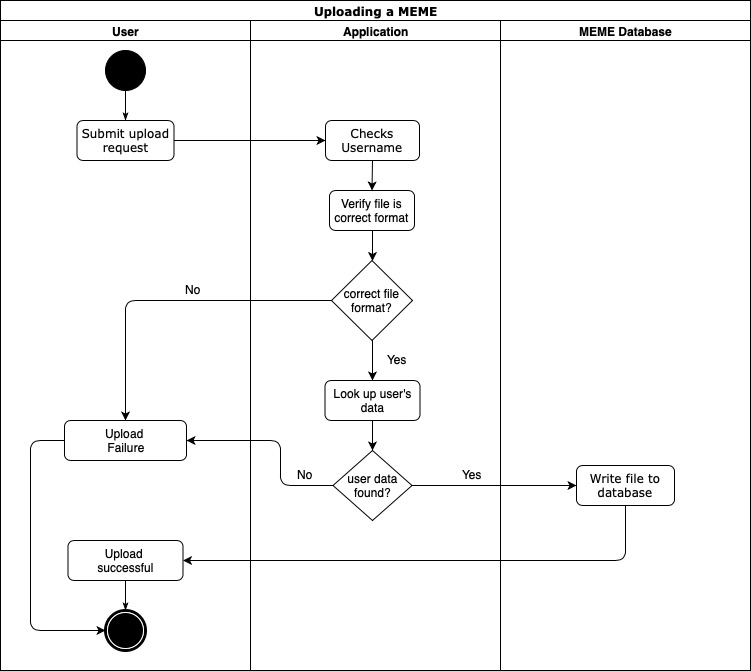 Uploading a MEME
User
Application
MEME Database
Submit upload
request
Checks
Username
Verify file is
correct format
No
correct file
format?
Yes
Look up user's
data
Upload
Failure
No
user data
found?
Yes
Write file to
database
Upload
successful